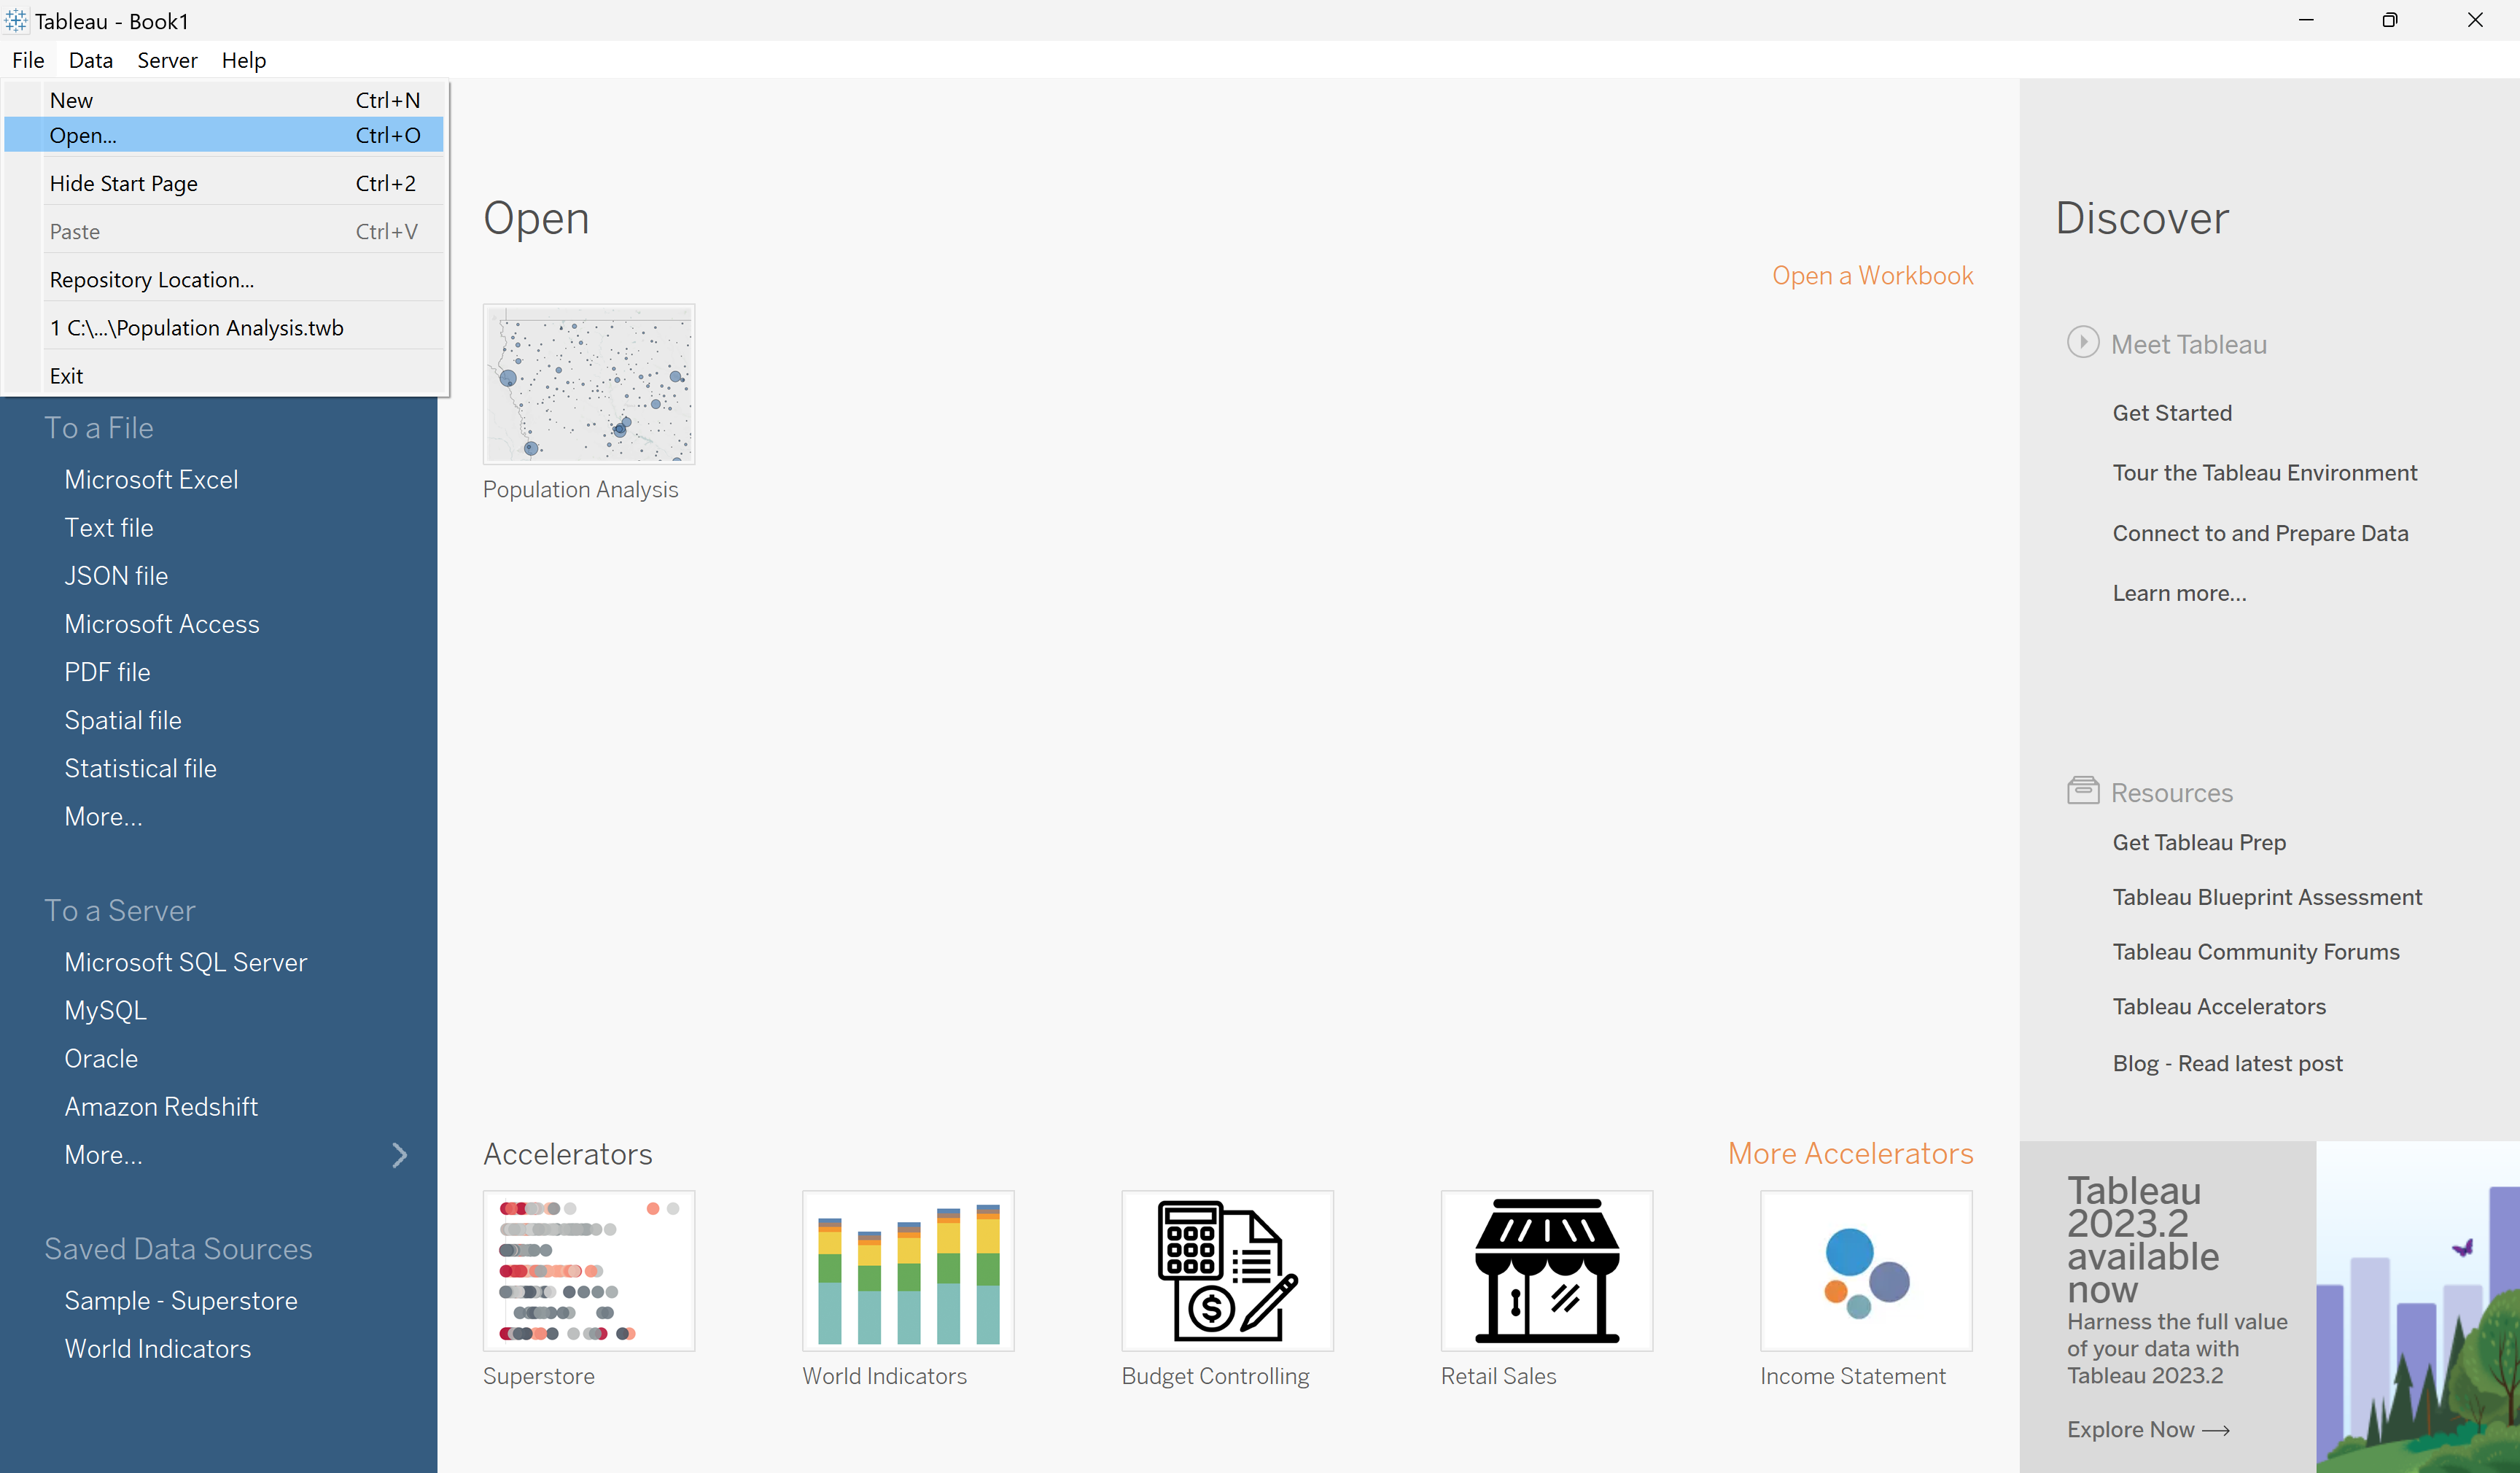 Tableau - Book1
File Data Server Help
New Ctrl+N
Open... Ctrl+O
Hide Start Page Ctrl+2
Paste Ctrl+V
Repository Location...
1 C:\...\Population Analysis.twb
Exit
To a File
Microsoft Excel
Text file
JSON file
Microsoft Access
PDF file
Spatial file
Statistical file
More...
To a Server
Microsoft SQL Server
MySQL
Oracle
Amazon Redshift
More...
Saved Data Sources
Sample - Superstore
World Indicators
Open
Open a Workbook
Population Analysis
Accelerators
More Accelerators
Superstore
World Indicators
Budget Controlling
Retail Sales
Income Statement
Discover
Meet Tableau
Get Started
Tour the Tableau Environment
Connect to and Prepare Data
Learn more...
Resources
Get Tableau Prep
Tableau Blueprint Assessment
Tableau Community Forums
Tableau Accelerators
Blog - Read latest post
Tableau
2023.2
available
now
Harness the full value
of your data with
Tableau 2023.2
Explore Now